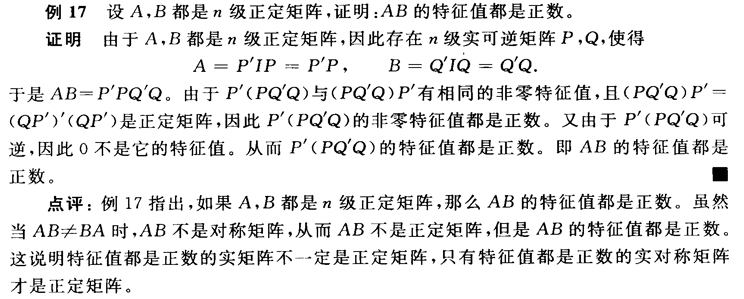 例 17 设 A,B 都是 n 级正定矩阵,证明:AB 的特征值都是正数。
证明 由于 A,B 都是 n 级正定矩阵,因此存在 n 级实可逆矩阵 P,Q,使得
A = P′IP = P′P, B = Q′IQ = Q′Q.
于是 AB=P′PQ′Q。由于 P′(PQ′Q)与(PQ′Q)P′有相同的非零特征值,且(PQ′Q)P′=
(QP′)′(QP′)是正定矩阵,因此 P′(PQ′Q)的非零特征值都是正数。又由于 P′(PQ′Q)可
逆,因此 0 不是它的特征值。从而 P′(PQ′Q)的特征值都是正数。即 AB 的特征值都是
正数。 ■
点评:例 17 指出,如果 A,B 都是 n 级正定矩阵,那么 AB 的特征值都是正数。虽然
当 AB≠BA 时,AB 不是对称矩阵,从而 AB 不是正定矩阵,但是 AB 的特征值都是正数。
这说明特征值都是正数的实矩阵不一定是正定矩阵,只有特征值都是正数的实对称矩阵
才是正定矩阵。